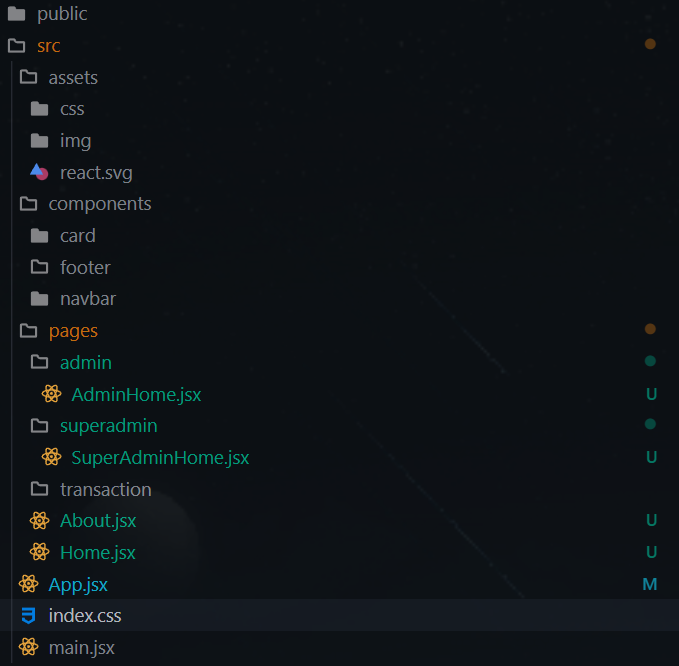 public
src
assets
css
img
react.svg
components
card
footer
navbar
pages
admin
AdminHome.jsx U
superadmin
SuperAdminHome.jsx U
transaction
About.jsx U
Home.jsx U
App.jsx M
index.css
main.jsx